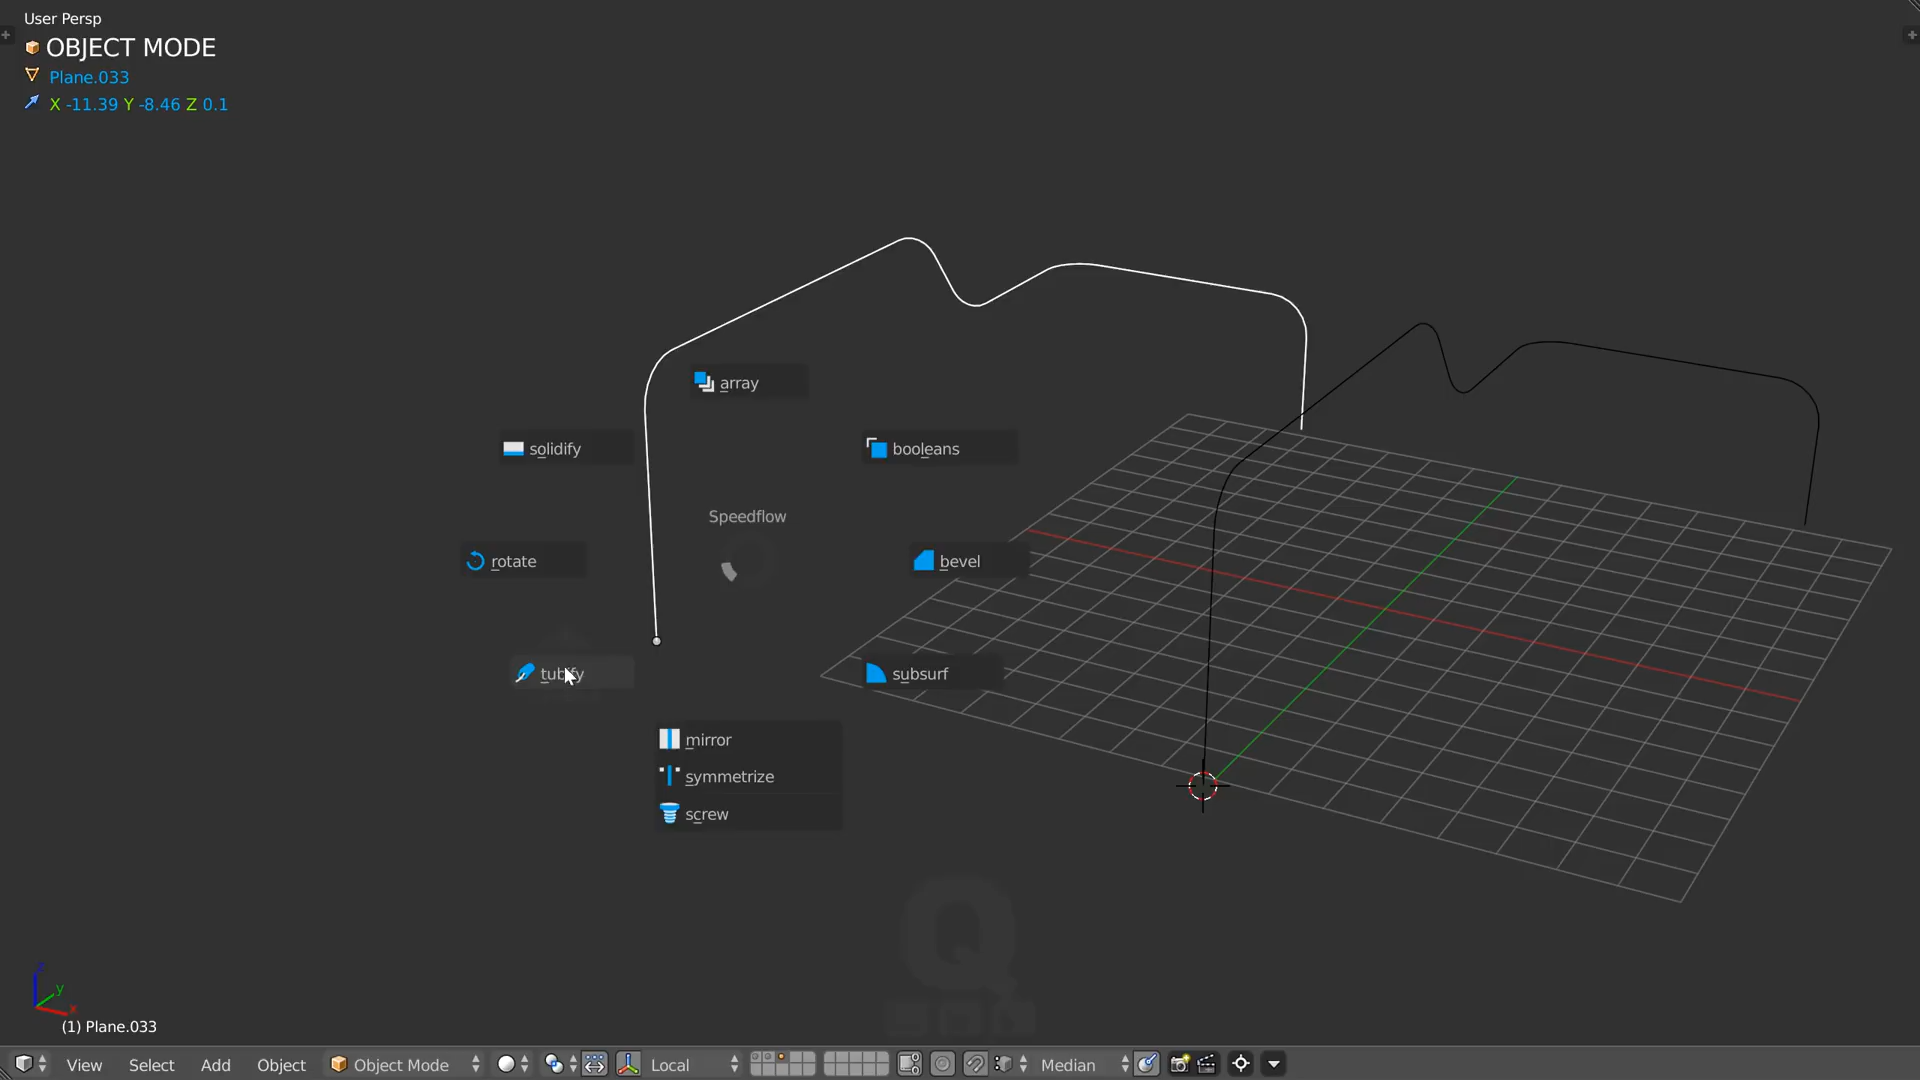 User Persp
OBJECT MODE
Plane.033
X -11.39 Y -8.46 Z 0.1
array
solidify
booleans
Speedflow
rotate
bevel
tubify
subsurf
mirror
symmetrize
screw
Q
z
y
x
(1) Plane.033
View Select Add Object Object Mode Local Median